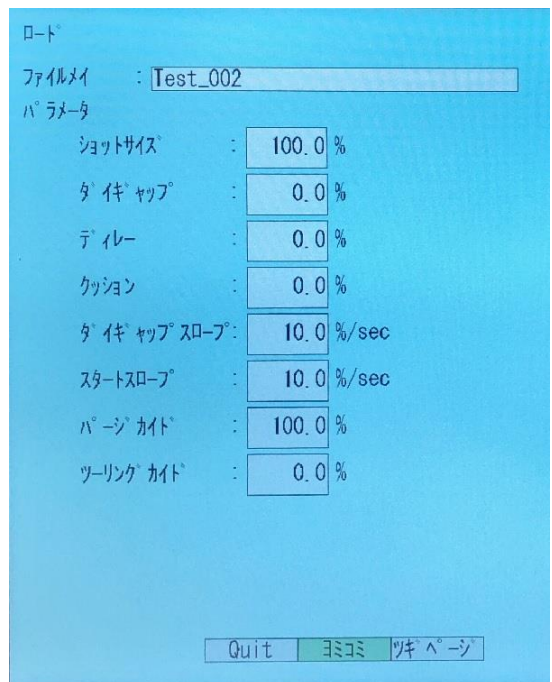 ﾛｰﾄﾞ
ﾌｧｲﾙﾒｲ : Test_002
ﾊﾟﾗﾒｰﾀ
ｼｮｯﾄｻｲｽﾞ : 100.0 %
ﾀﾞｲｷﾞｬｯﾌﾟ : 0.0 %
ﾃﾞｨﾚｰ : 0.0 %
ｸｯｼｮﾝ : 0.0 %
ﾀﾞｲｷﾞｬｯﾌﾟｽﾛｰﾌﾟ: 10.0 %/sec
ｽﾀｰﾄｽﾛｰﾌﾟ : 10.0 %/sec
ﾊﾟｰｼﾞｶｲﾄﾞ : 100.0 %
ﾂｰﾘﾝｸﾞｶｲﾄﾞ : 0.0 %
Quit ﾖﾐｺﾐ ﾂｷﾞﾍﾟｰｼﾞ